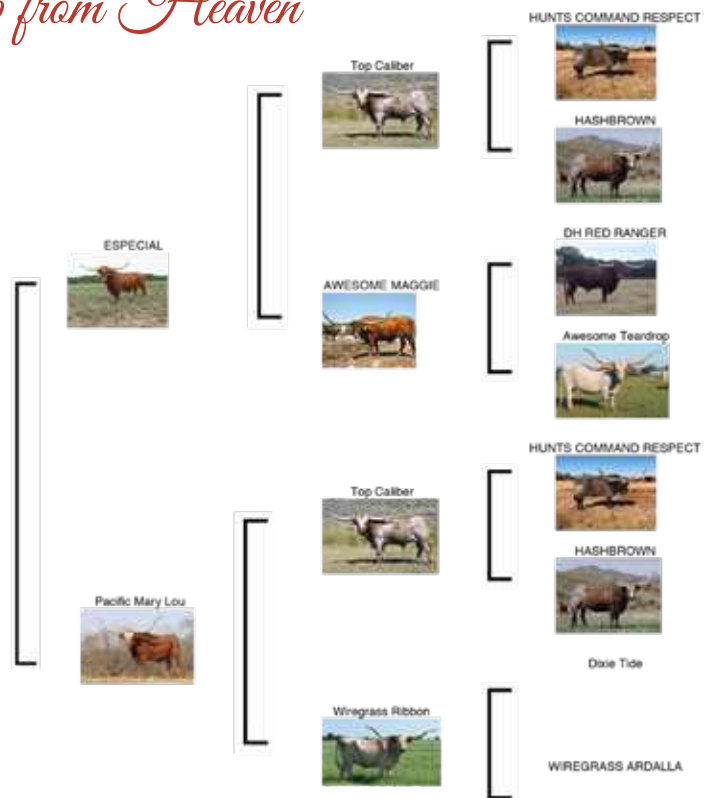 from Heaven
HUNTS COMMAND RESPECT
Top Caliber
HASHBROWN
DH RED RANGER
ESPECIAL
AWESOME MAGGIE
Awesome Teardrop
HUNTS COMMAND RESPECT
Top Caliber
HASHBROWN
Pacific Mary Lou
Dixie Tide
Wiregrass Ribbon
WIREGRASS ARDALLA